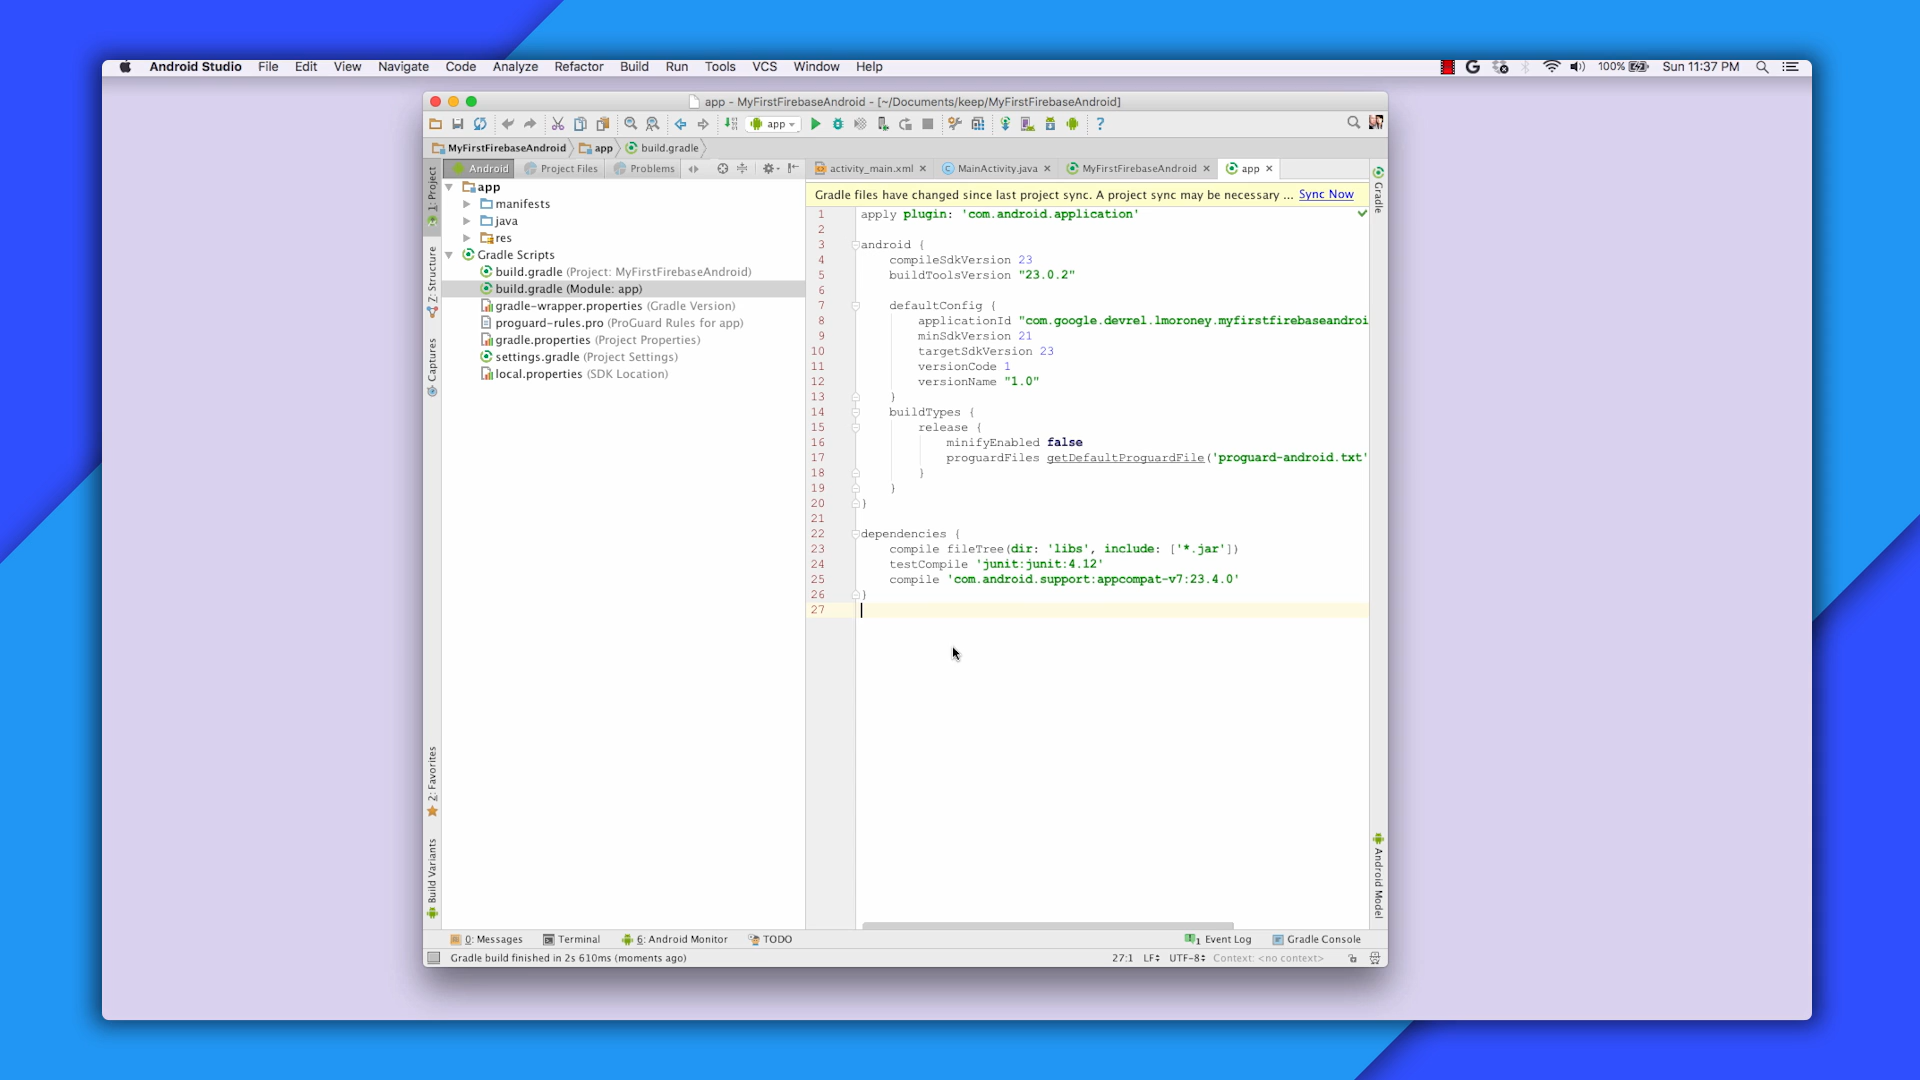 Android Studio File Edit View Navigate Code Analyze Refactor Build Run Tools VCS Window Help
100% Sun 11:37 PM
app - MyFirstFirebaseAndroid - [~/Documents/keep/MyFirstFirebaseAndroid]
app
MyFirstFirebaseAndroid app build.gradle
Android Project Files Problems
activity_main.xml MainActivity.java MyFirstFirebaseAndroid app
Gradle files have changed since last project sync. A project sync may be necessary ... Sync Now
1: Project
7: Structure
Captures
2: Favorites
Build Variants
app
manifests
java
res
Gradle Scripts
build.gradle (Project: MyFirstFirebaseAndroid)
build.gradle (Module: app)
gradle-wrapper.properties (Gradle Version)
proguard-rules.pro (ProGuard Rules for app)
gradle.properties (Project Properties)
settings.gradle (Project Settings)
local.properties (SDK Location)
1 apply plugin: 'com.android.application'
2
3 android {
4 compileSdkVersion 23
5 buildToolsVersion "23.0.2"
6
7 defaultConfig {
8 applicationId "com.google.devrel.lmoroney.myfirstfirebaseandroi
9 minSdkVersion 21
10 targetSdkVersion 23
11 versionCode 1
12 versionName "1.0"
13 }
14 buildTypes {
15 release {
16 minifyEnabled false
17 proguardFiles getDefaultProguardFile('proguard-android.txt'
18 }
19 }
20 }
21
22 dependencies {
23 compile fileTree(dir: 'libs', include: ['*.jar'])
24 testCompile 'junit:junit:4.12'
25 compile 'com.android.support:appcompat-v7:23.4.0'
26 }
27
Gradle
Android Model
0: Messages Terminal 6: Android Monitor TODO 1 Event Log Gradle Console
Gradle build finished in 2s 610ms (moments ago) 27:1 LF UTF-8 Context: <no context>